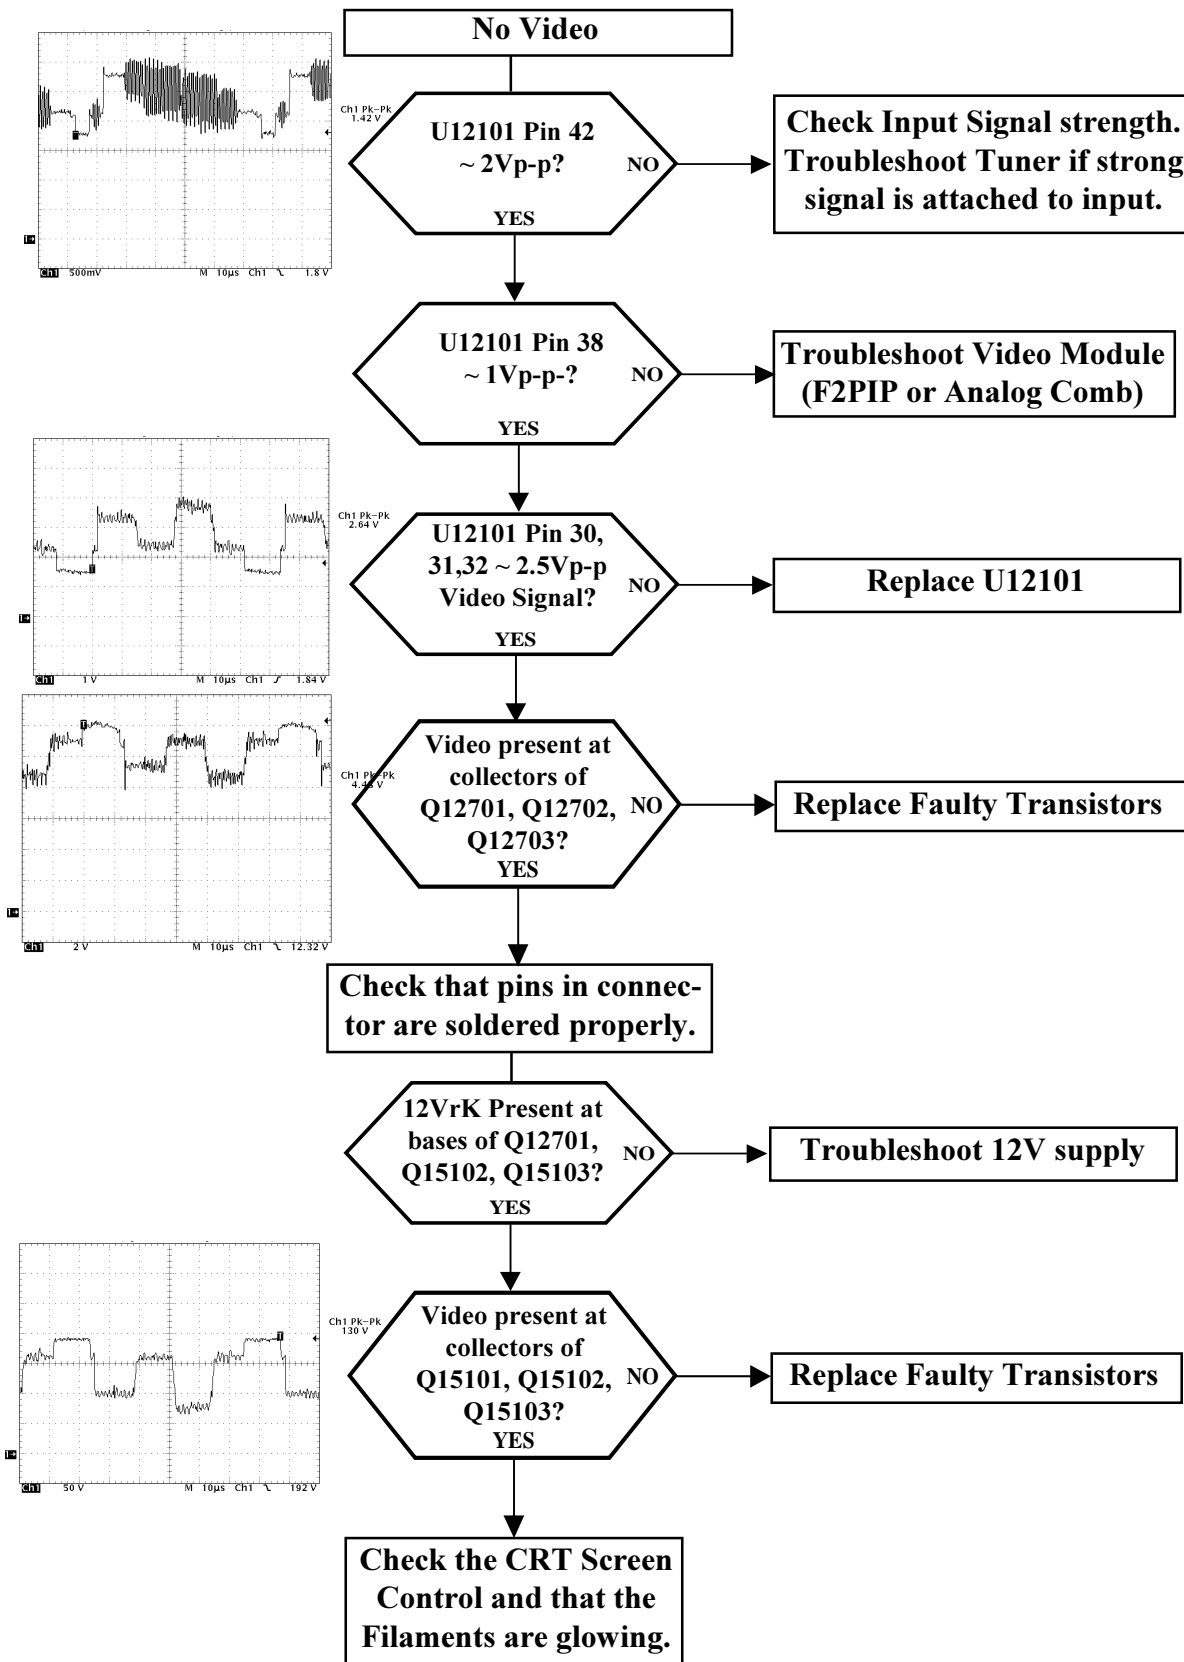 No Video
Ch1 Pk-Pk
1.42 V
Ch1 500mV M 10µs Ch1 1.8 V
U12101 Pin 42
~ 2Vp-p?
NO
YES
Check Input Signal strength.
Troubleshoot Tuner if strong
signal is attached to input.
U12101 Pin 38
~ 1Vp-p-?
NO
YES
Troubleshoot Video Module
(F2PIP or Analog Comb)
Ch1 Pk-Pk
2.64 V
Ch1 1 V M 10µs Ch1 1.84 V
U12101 Pin 30,
31,32 ~ 2.5Vp-p
Video Signal?
NO
YES
Replace U12101
Ch1 Pk-Pk
Ch1 2 V M 10µs Ch1 12.32 V
Video present at
collectors of
Q12701, Q12702,
Q12703?
NO
YES
Replace Faulty Transistors
Check that pins in connec-
tor are soldered properly.
12VrK Present at
bases of Q12701,
Q15102, Q15103?
NO
YES
Troubleshoot 12V supply
Ch1 Pk-Pk
130 V
Ch1 50 V M 10µs Ch1 192 V
Video present at
collectors of
Q15101, Q15102,
Q15103?
NO
YES
Replace Faulty Transistors
Check the CRT Screen
Control and that the
Filaments are glowing.